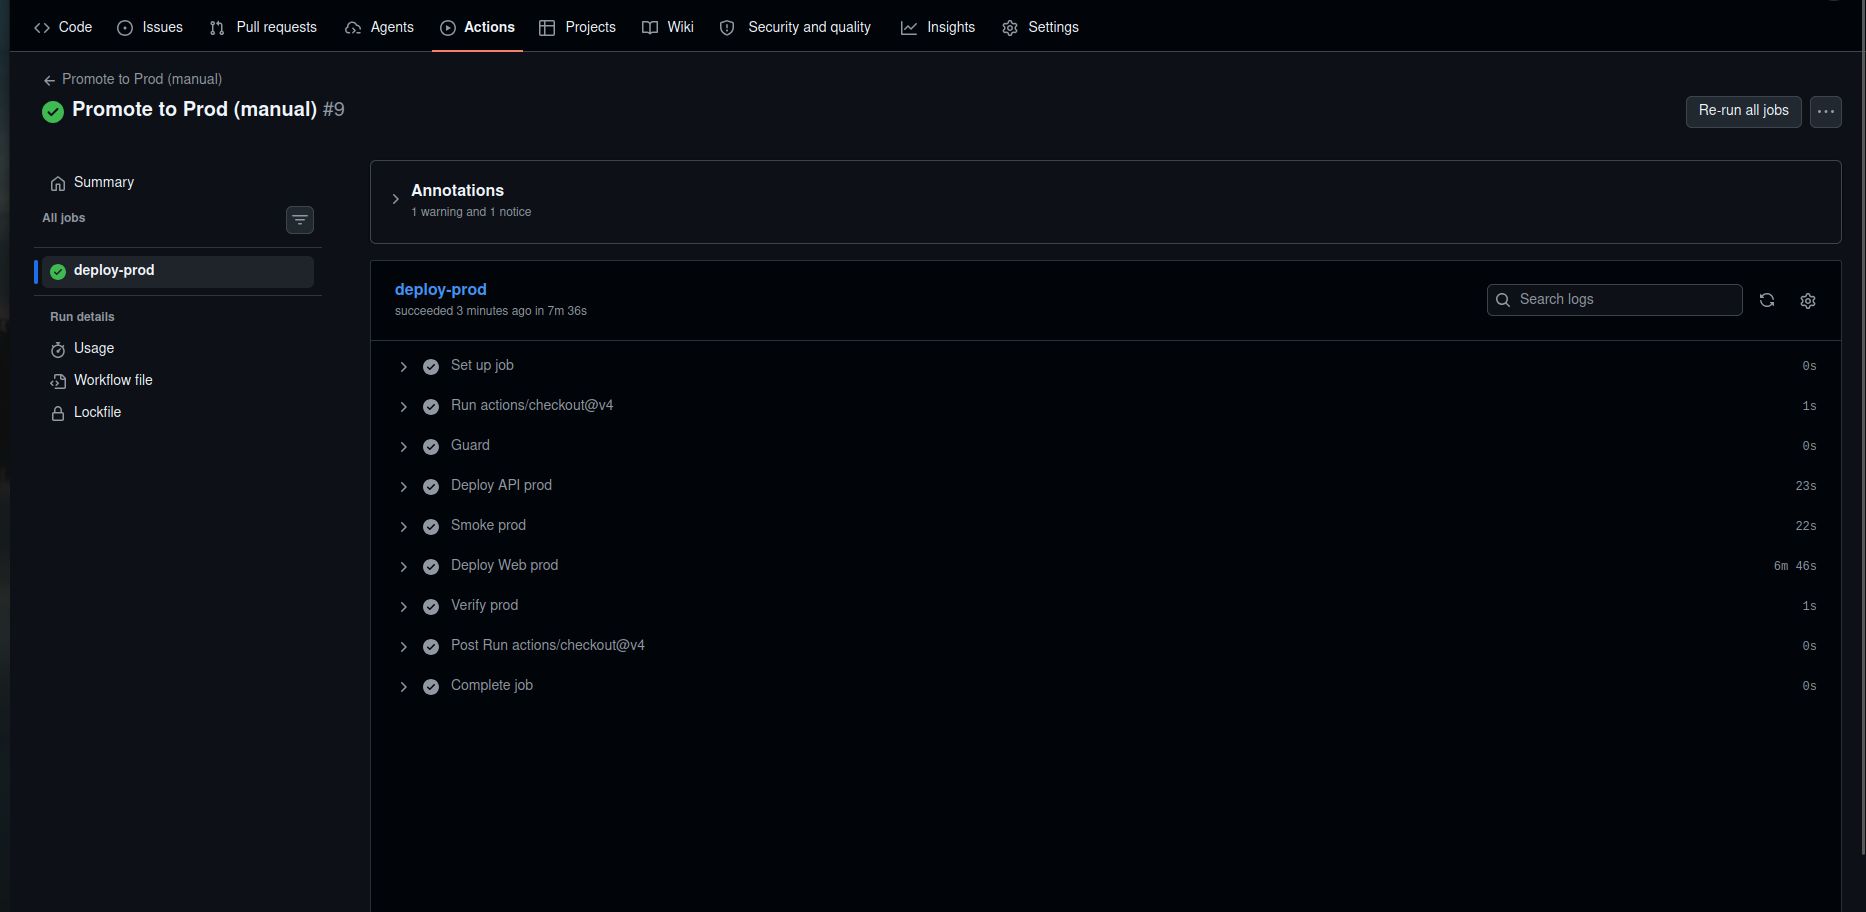 Code Issues Pull requests Agents Actions Projects Wiki Security and quality Insights Settings
Promote to Prod (manual)
Promote to Prod (manual) #9
Re-run all jobs
Summary
All jobs
deploy-prod
Run details
Usage
Workflow file
Lockfile
Annotations
1 warning and 1 notice
deploy-prod
succeeded 3 minutes ago in 7m 36s
Search logs
Set up job 0s
Run actions/checkout@v4 1s
Guard 0s
Deploy API prod 23s
Smoke prod 22s
Deploy Web prod 6m 46s
Verify prod 1s
Post Run actions/checkout@v4 0s
Complete job 0s